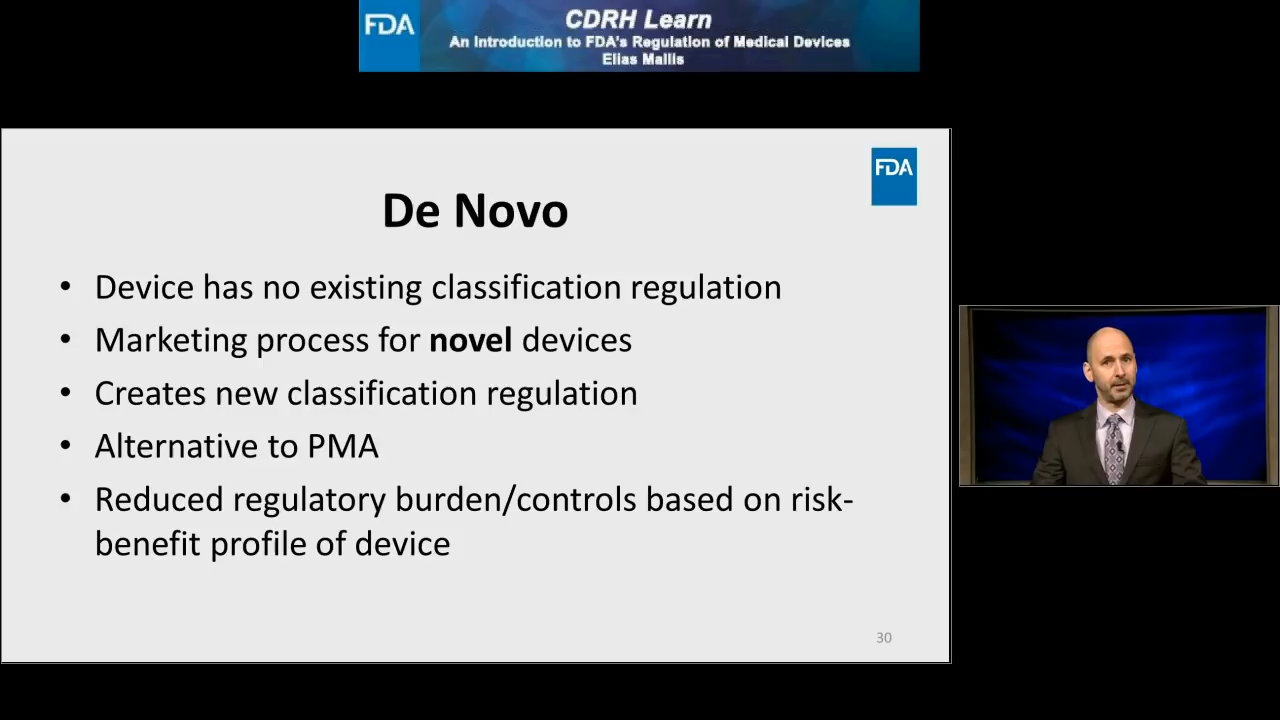 FDA
CDRH Learn
An Introduction to FDA's Regulation of Medical Devices
Elias Mallis
FDA
De Novo
• Device has no existing classification regulation
• Marketing process for novel devices
• Creates new classification regulation
• Alternative to PMA
• Reduced regulatory burden/controls based on risk-
benefit profile of device
30